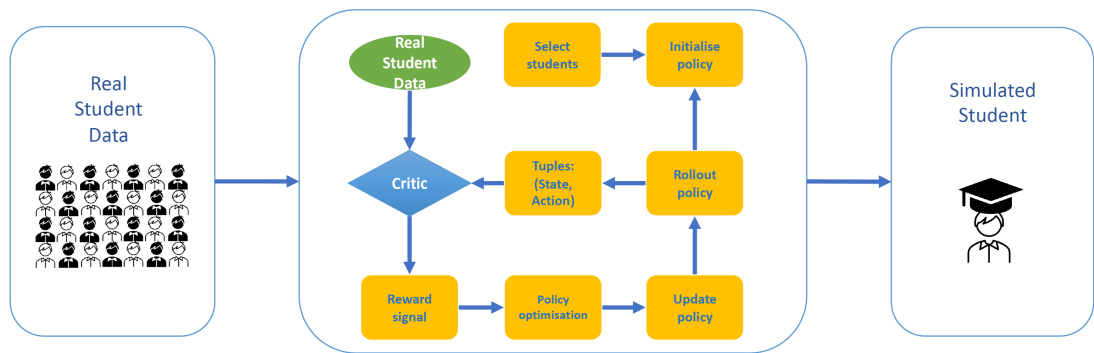 Real
Student
Data
Real
Student
Data
Select
students
Initialise
policy
Critic
Tuples:
(State,
Action)
Rollout
policy
Reward
signal
Policy
optimisation
Update
policy
Simulated
Student